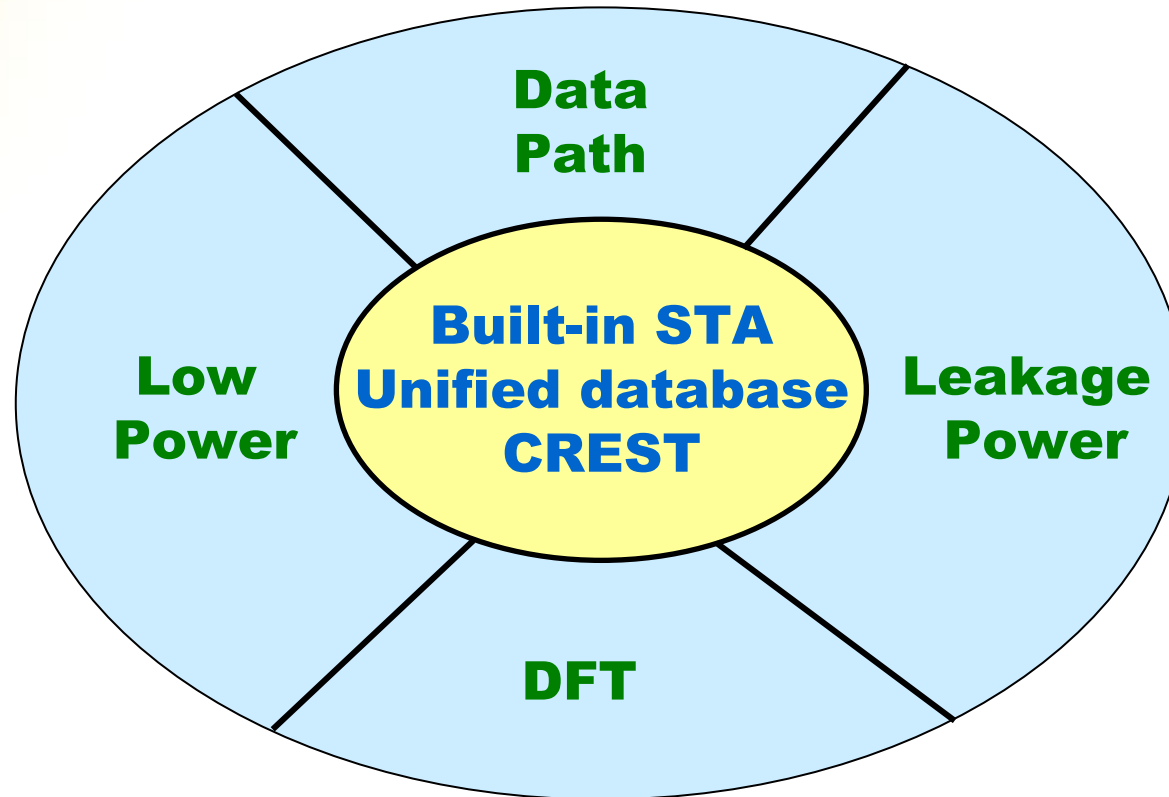 Data
Path
Low
Power
Built-in STA
Unified database
CREST
Leakage
Power
DFT